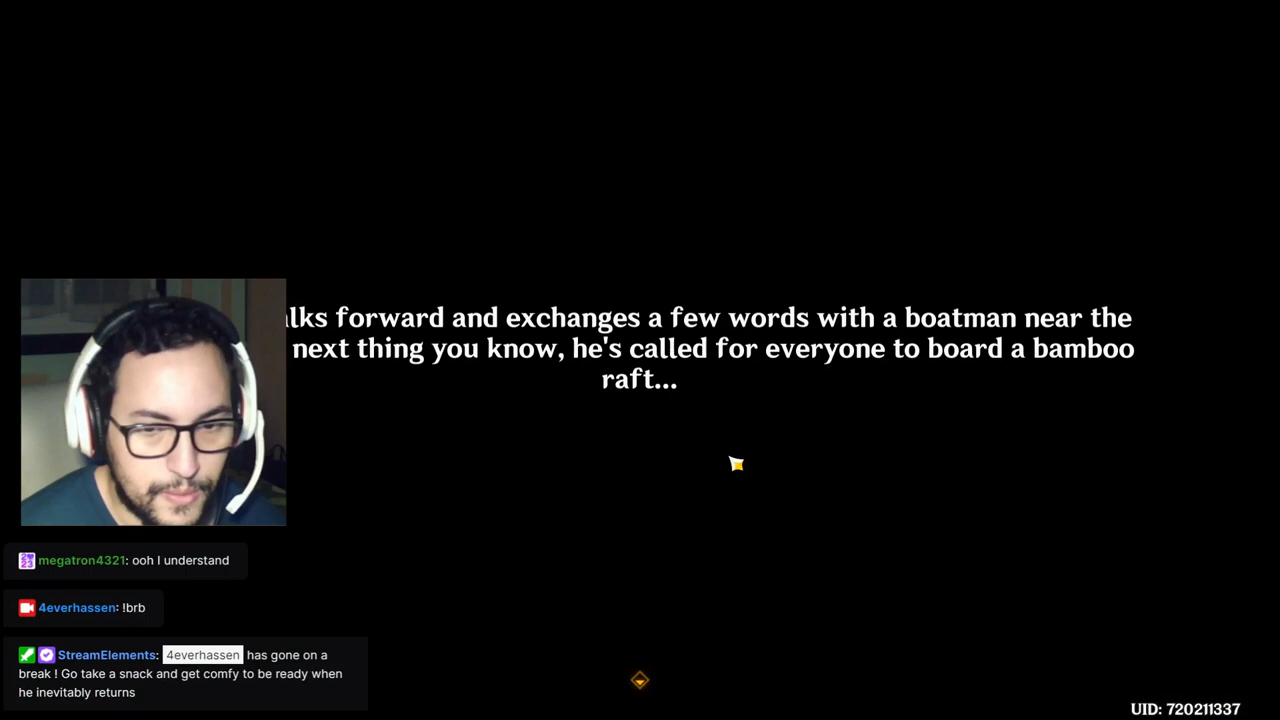 forward and exchanges a few words with a boatman near the
next thing you know, he's called for everyone to board a bamboo
raft...
megatron4321: ooh I understand
4everhassen: !brb
StreamElements: 4everhassen has gone on a
break ! Go take a snack and get comfy to be ready when
he inevitably returns
UID: 720211337